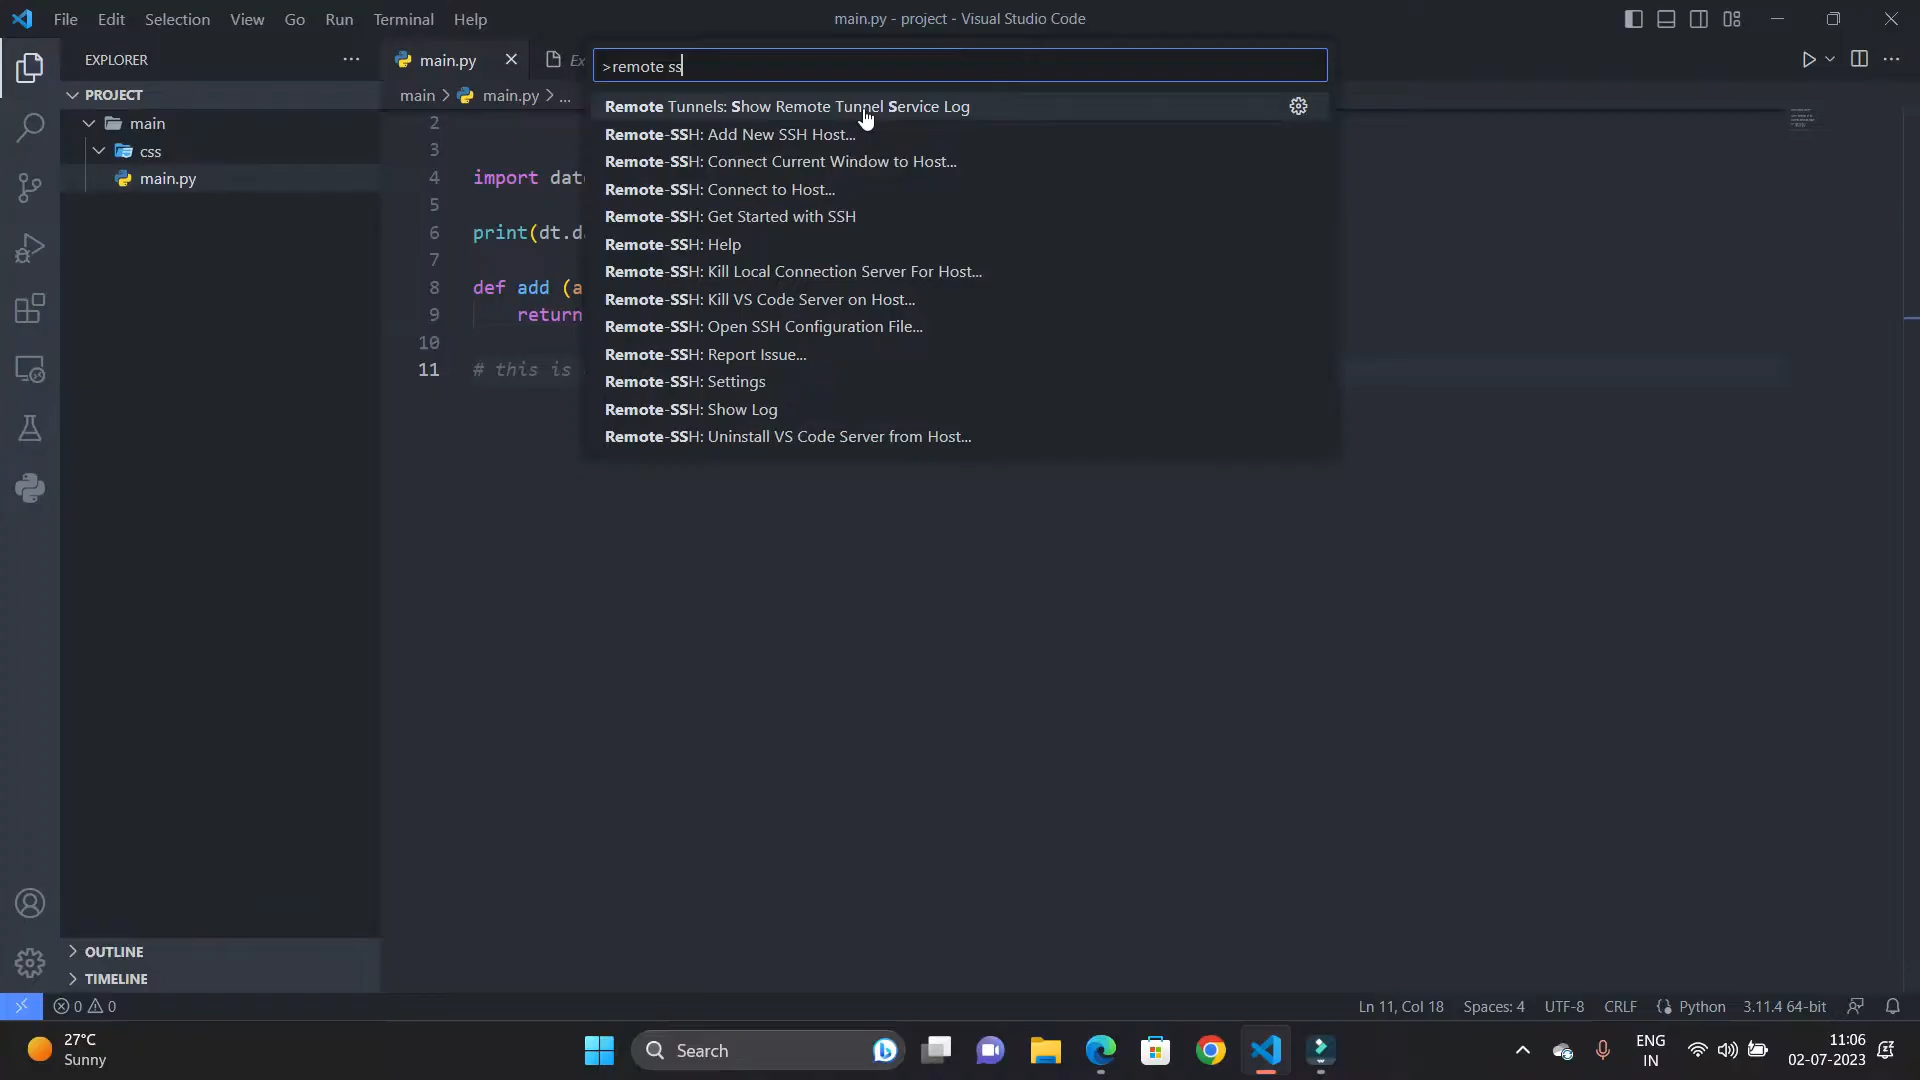 File Edit Selection View Go Run Terminal Help
main.py - project - Visual Studio Code
EXPLORER
PROJECT
main
css
main.py
OUTLINE
TIMELINE
main.py
Ex
main > main.py > ...
>remote ss
Remote Tunnels: Show Remote Tunnel Service Log
Remote-SSH: Add New SSH Host...
Remote-SSH: Connect Current Window to Host...
Remote-SSH: Connect to Host...
Remote-SSH: Get Started with SSH
Remote-SSH: Help
Remote-SSH: Kill Local Connection Server For Host...
Remote-SSH: Kill VS Code Server on Host...
Remote-SSH: Open SSH Configuration File...
Remote-SSH: Report Issue...
Remote-SSH: Settings
Remote-SSH: Show Log
Remote-SSH: Uninstall VS Code Server from Host...
2
3
4 import dat
5
6 print(dt.d
7
8 def add (a
9 return
10
11 # this is
0 0
Ln 11, Col 18 Spaces: 4 UTF-8 CRLF Python 3.11.4 64-bit
27°C
Sunny
Search
ENG
IN
11:06
02-07-2023